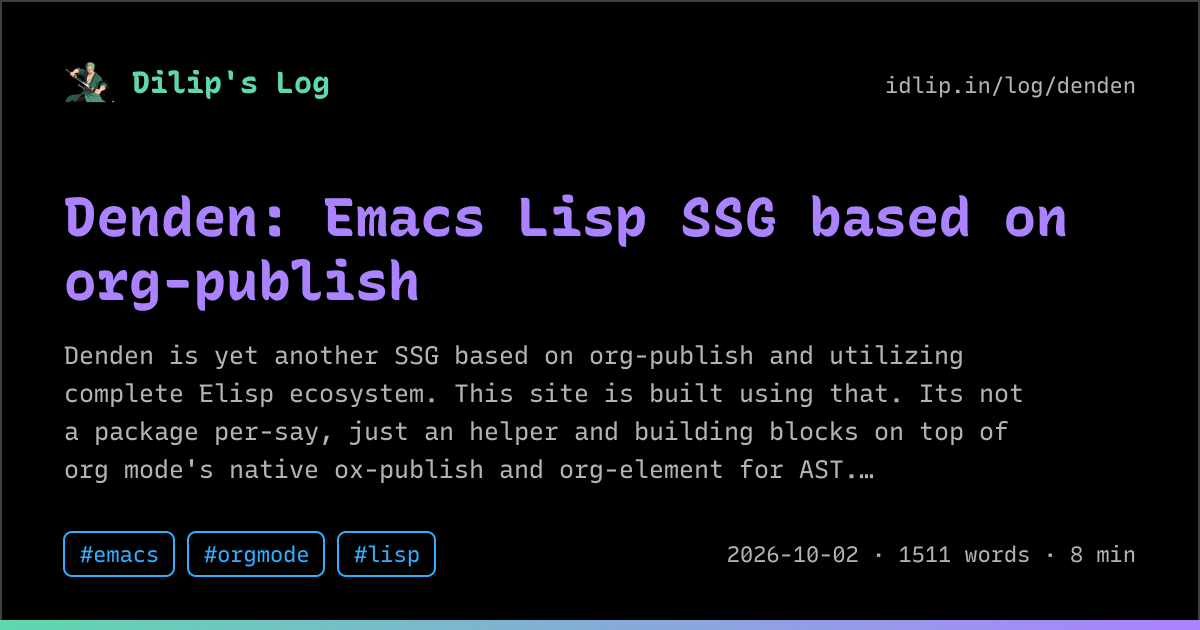 Dilip's Log
idlip.in/log/denden
Denden: Emacs Lisp SSG based on
org-publish
Denden is yet another SSG based on org-publish and utilizing
complete Elisp ecosystem. This site is built using that. Its not
a package per-say, just an helper and building blocks on top of
org mode's native ox-publish and org-element for AST.…
#emacs #orgmode #lisp
2026-10-02 · 1511 words · 8 min